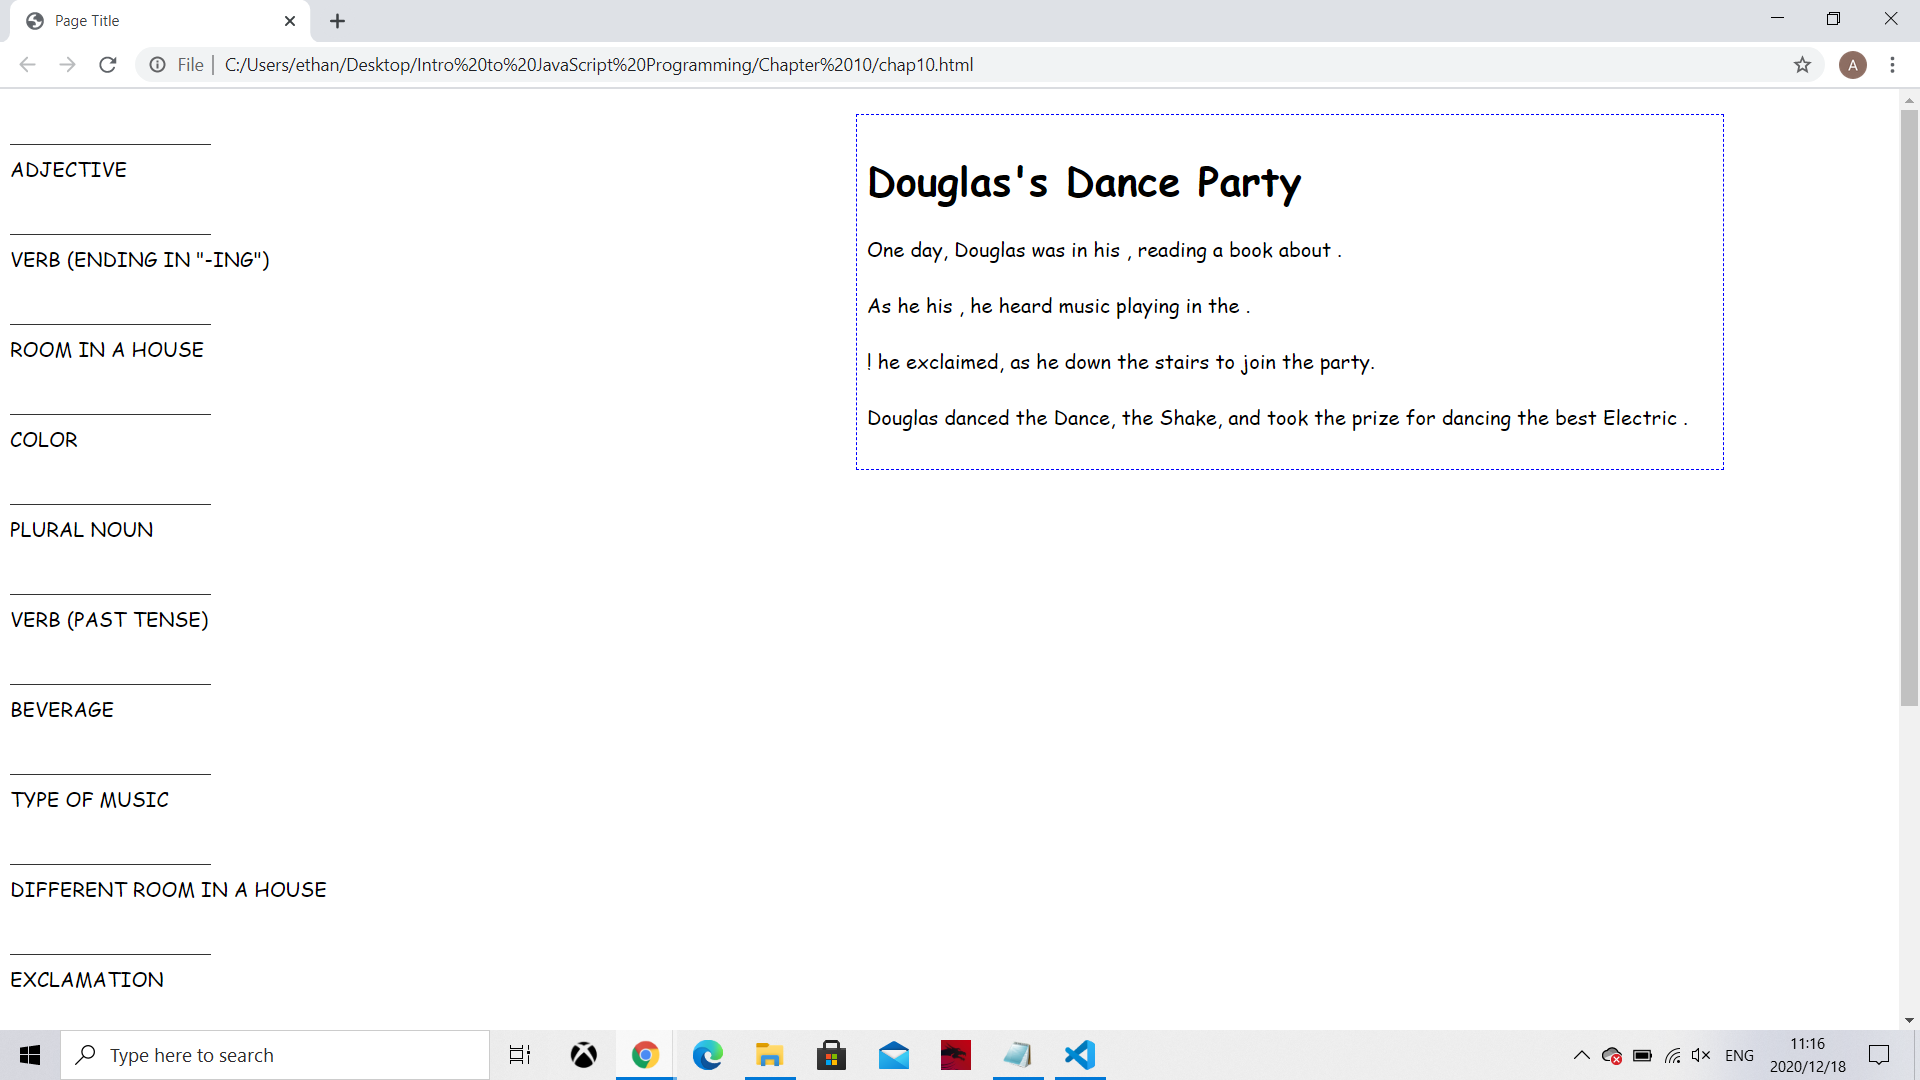 Page Title
File
C:/Users/ethan/Desktop/Intro%20to%20JavaScript%20Programming/Chapter%2010/chap10.html
A
ADJECTIVE
VERB (ENDING IN "-ING")
ROOM IN A HOUSE
COLOR
PLURAL NOUN
VERB (PAST TENSE)
BEVERAGE
TYPE OF MUSIC
DIFFERENT ROOM IN A HOUSE
EXCLAMATION
Douglas's Dance Party
One day, Douglas was in his , reading a book about .
As he his , he heard music playing in the .
! he exclaimed, as he down the stairs to join the party.
Douglas danced the Dance, the Shake, and took the prize for dancing the best Electric .
Type here to search
ENG
11:16
2020/12/18